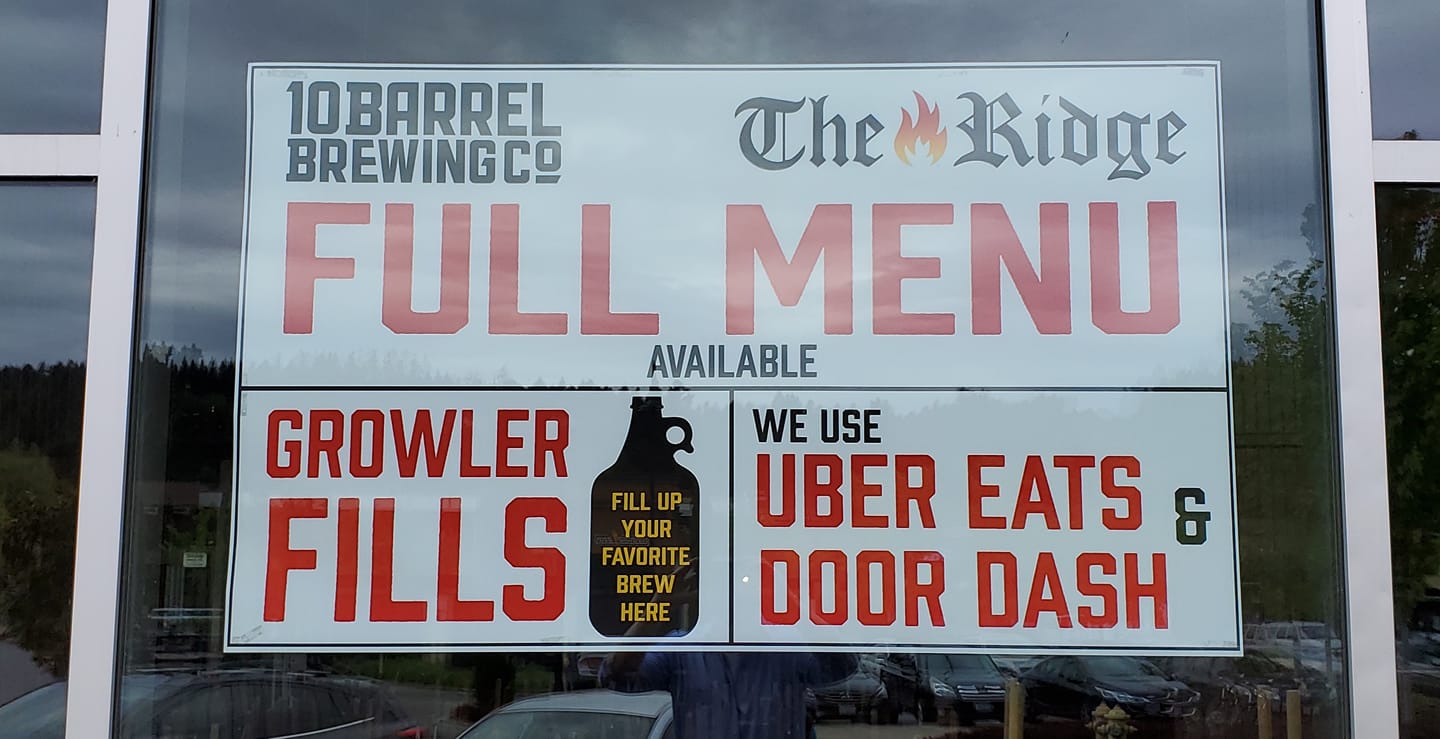 10 BARREL
BREWING CO
The Ridge
FULL MENU
AVAILABLE
GROWLER
FILLS
FILL UP
YOUR
FAVORITE
BREW
HERE
WE USE
UBER EATS &
DOOR DASH